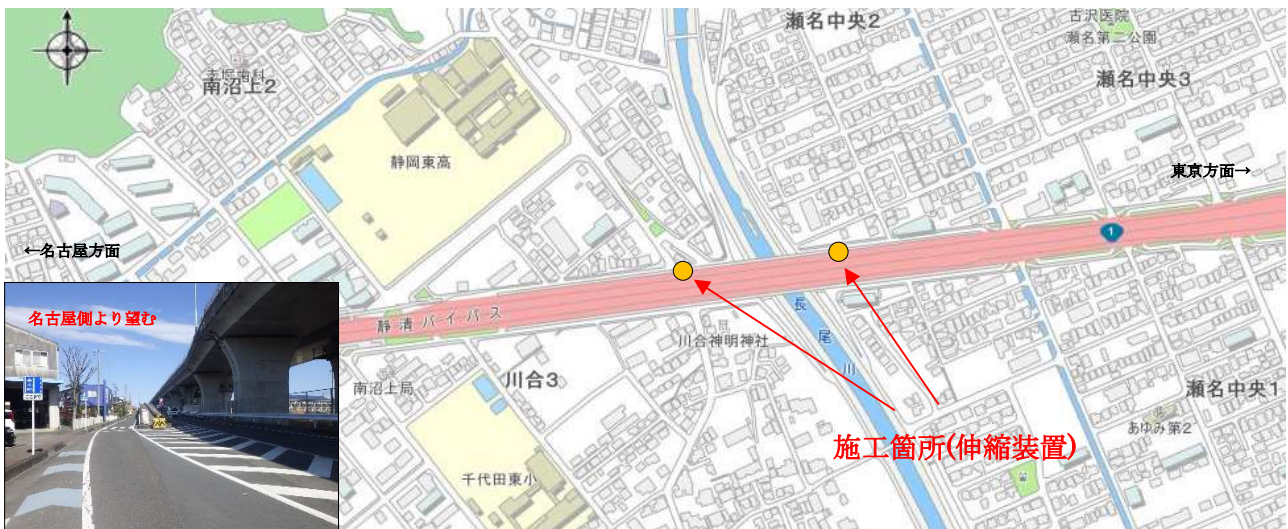 瀬名中央2
古沢医院
瀬名第二公園
瀬名中央3
南沼上2
静岡東高
東京方面→
←名古屋方面
1
名古屋側より望む
静清バイパス
長尾川
川合神明神社
南沼上局
川合3
瀬名中央1
あゆみ第2
施工箇所(伸縮装置)
千代田東小